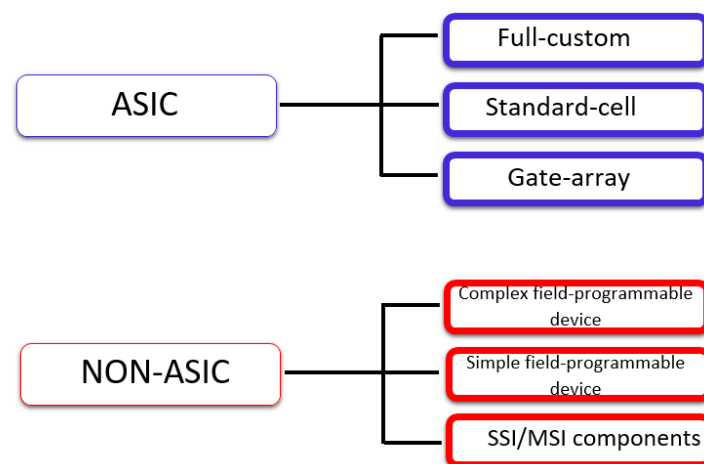 Full-custom
ASIC
Standard-cell
Gate-array
Complex field-programmable
device
NON-ASIC
Simple field-programmable
device
SSI/MSI components